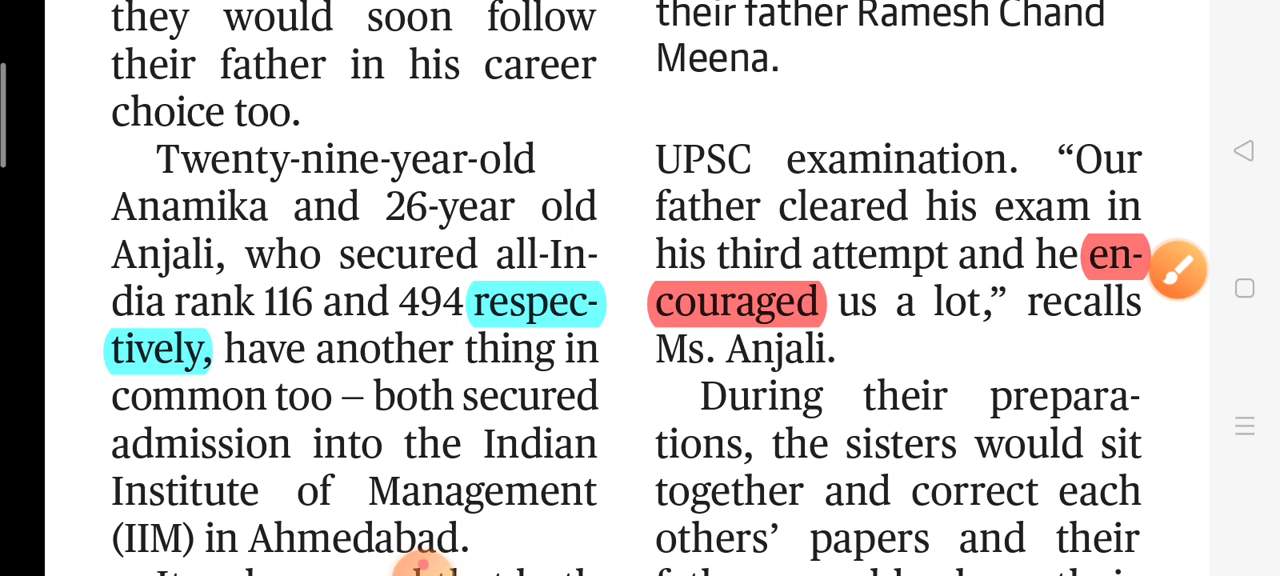 they would soon follow
their father in his career
choice too.
Twenty-nine-year-old
Anamika and 26-year old
Anjali, who secured all-In-
dia rank 116 and 494 respec-
tively, have another thing in
common too – both secured
admission into the Indian
Institute of Management
(IIM) in Ahmedabad.
their father Ramesh Chand
Meena.
UPSC examination. “Our
father cleared his exam in
his third attempt and he en-
couraged us a lot,” recalls
Ms. Anjali.
During their prepara-
tions, the sisters would sit
together and correct each
others’ papers and their